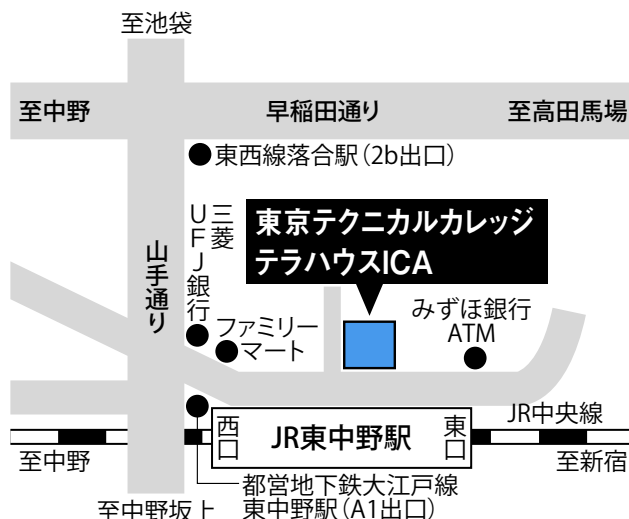 至池袋
至中野
早稲田通り
至高田馬場
東西線落合駅（2b出口）
三菱
UFJ銀行
東京テクニカルカレッジ
テラハウスICA
山手通り
ファミリー
マート
みずほ銀行
ATM
JR中央線
西口
JR東中野駅
東口
至中野
至新宿
都営地下鉄大江戸線
東中野駅（A1出口）
至中野坂上